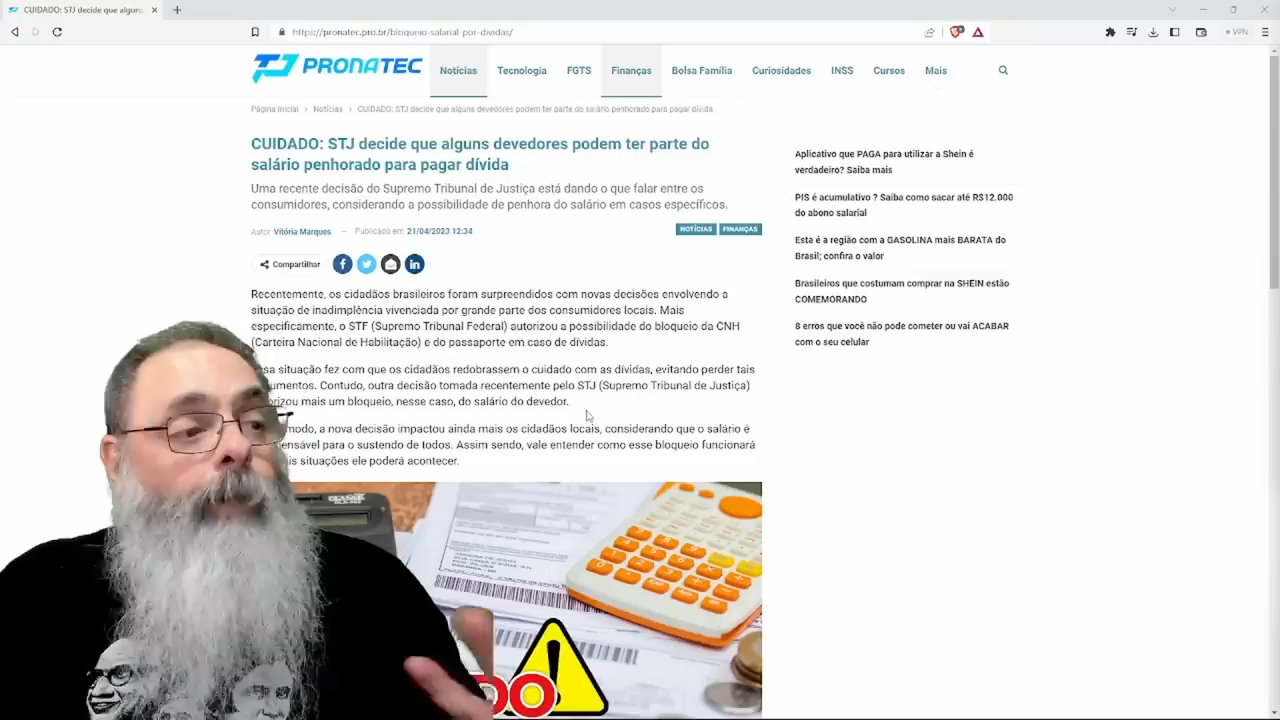 CUIDADO: STJ decide que algun
https://pronatec.pro.br/bloqueio-salarial-por-dividas/
VPN
PRONATEC
Notícias Tecnologia FGTS Finanças Bolsa Família Curiosidades INSS Cursos Mais
Página Inicial > Notícias > CUIDADO: STJ decide que alguns devedores podem ter parte do salário penhorado para pagar dívida
CUIDADO: STJ decide que alguns devedores podem ter parte do
salário penhorado para pagar dívida
Uma recente decisão do Supremo Tribunal de Justiça está dando o que falar entre os
consumidores, considerando a possibilidade de penhora do salário em casos específicos.
Autor Vitória Marques — Publicado em 21/04/2023 12:34
NOTÍCIAS FINANÇAS
Compartilhar
Recentemente, os cidadãos brasileiros foram surpreendidos com novas decisões envolvendo a
situação de inadimplência vivenciada por grande parte dos consumidores locais. Mais
especificamente, o STF (Supremo Tribunal Federal) autorizou a possibilidade do bloqueio da CNH
(Carteira Nacional de Habilitação) e do passaporte em caso de dívidas.
sa situação fez com que os cidadãos redobrassem o cuidado com as dívidas, evitando perder tais
umentos. Contudo, outra decisão tomada recentemente pelo STJ (Supremo Tribunal de Justiça)
rizou mais um bloqueio, nesse caso, do salário do devedor.
modo, a nova decisão impactou ainda mais os cidadãos locais, considerando que o salário é
ensável para o sustendo de todos. Assim sendo, vale entender como esse bloqueio funcionará
is situações ele poderá acontecer.
Aplicativo que PAGA para utilizar a Shein é
verdadeiro? Saiba mais
PIS é acumulativo ? Saiba como sacar até R$12.000
do abono salarial
Esta é a região com a GASOLINA mais BARATA do
Brasil; confira o valor
Brasileiros que costumam comprar na SHEIN estão
COMEMORANDO
8 erros que você não pode cometer ou vai ACABAR
com o seu celular
DO